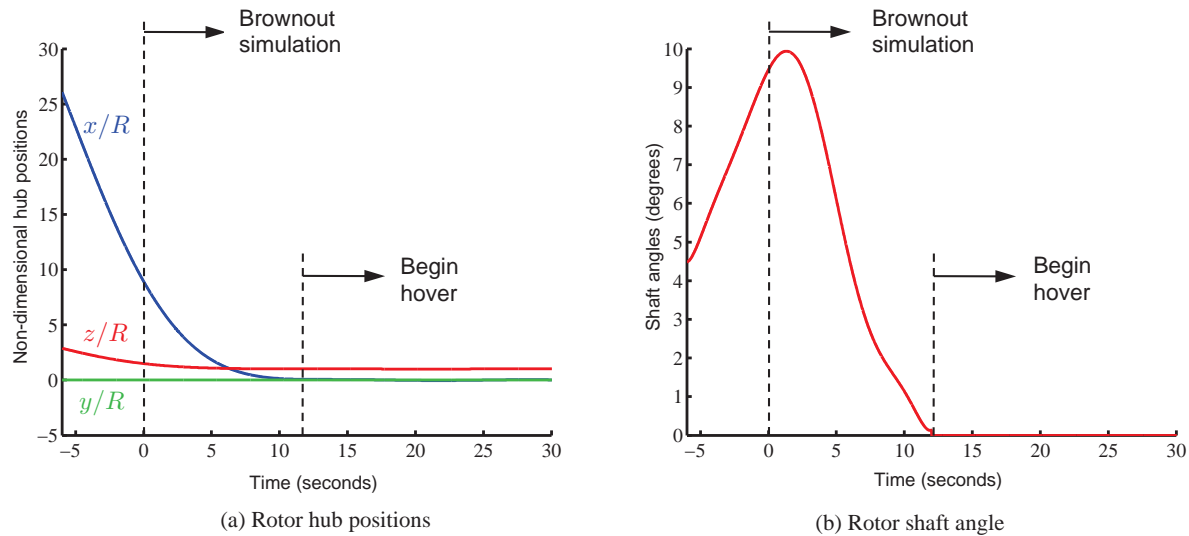 Brownout
simulation
30
25
20
15
10
5
0
−5
Non-dimensional hub positions
x/R
z/R
y/R
Begin
hover
−5 0 5 10 15 20 25 30
Time (seconds)
(a) Rotor hub positions
Brownout
simulation
10
9
8
7
6
5
4
3
2
1
0
Shaft angles (degrees)
Begin
hover
−5 0 5 10 15 20 25 30
Time (seconds)
(b) Rotor shaft angle